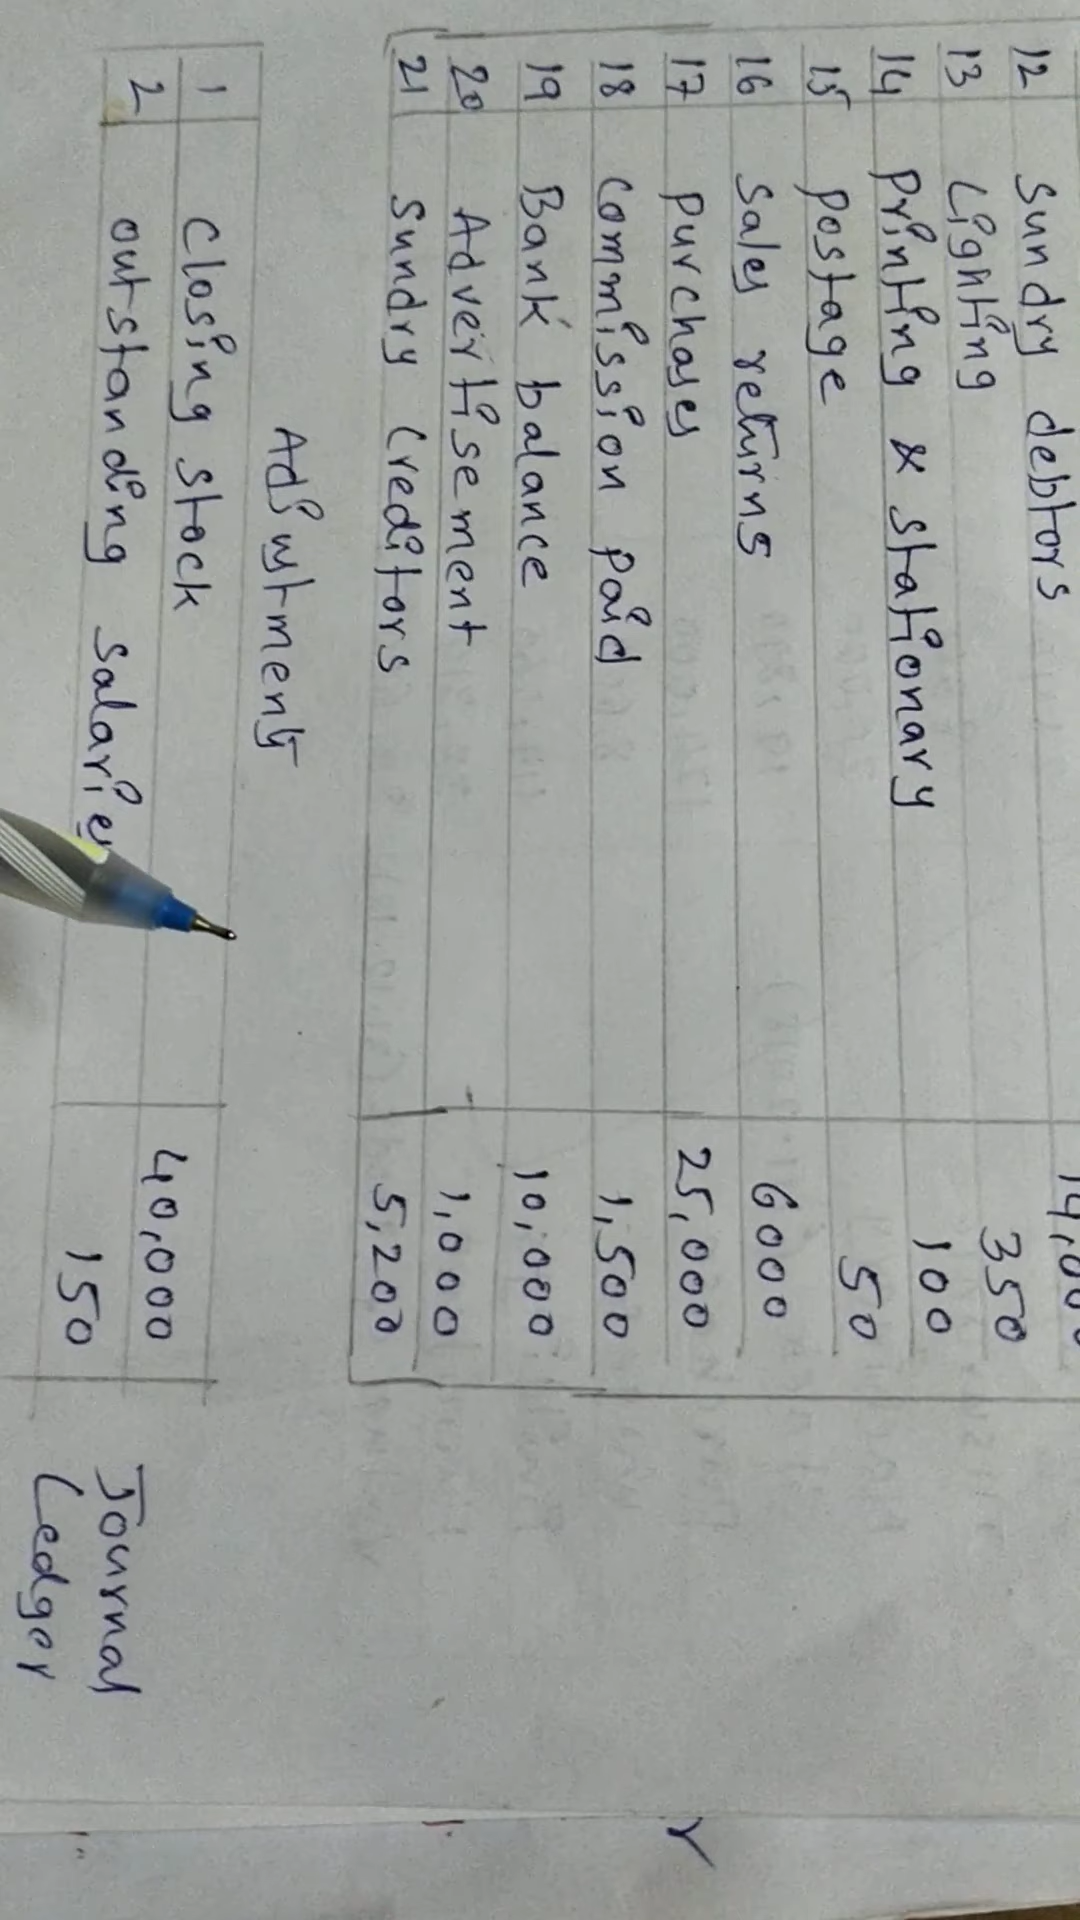 12 Sundry debtors 14,00
13 Lighting 350
14 Printing & stationary 100
15 Postage 50
16 Sales returns 6000
17 purchases 25,000
18 Commission paid 1,500
19 Bank balance 10,000
20 Advertisement 1,000
21 Sundry Creditors 5,200
Adjustments
1 Closing stock 40,000
2 outstanding salaries 150
Journal
Ledger